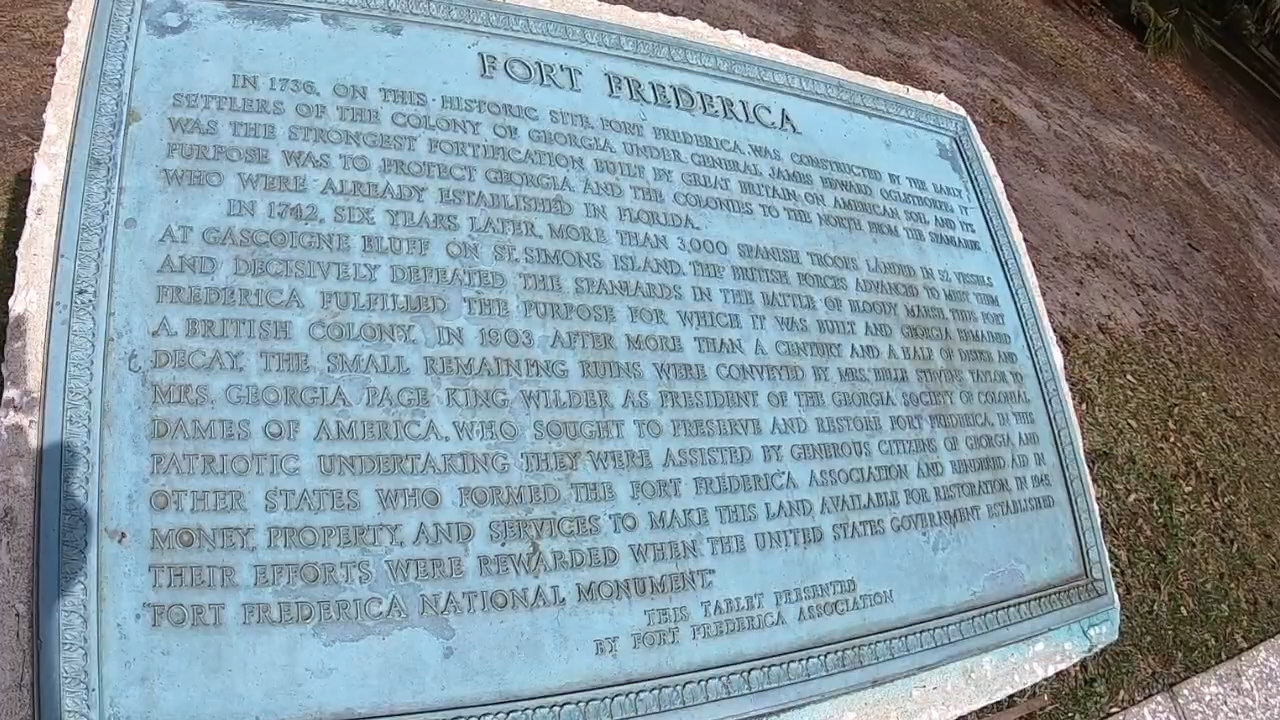 FORT FREDERICA
IN 1736, ON THIS HISTORIC SITE, FORT FREDERICA, WAS CONSTRUCTED BY THE EARLY
SETTLERS OF THE COLONY OF GEORGIA UNDER GENERAL JAMES EDWARD OGLETHORPE; IT
WAS THE STRONGEST FORTIFICATION BUILT BY GREAT BRITAIN ON AMERICAN SOIL AND ITS
PURPOSE WAS TO PROTECT GEORGIA AND THE COLONIES TO THE NORTH FROM THE SPANIARDS
WHO WERE ALREADY ESTABLISHED IN FLORIDA.
IN 1742, SIX YEARS LATER, MORE THAN 3,000 SPANISH TROOPS LANDED IN 52 VESSELS
AT GASCOIGNE BLUFF ON ST. SIMONS ISLAND. THE BRITISH FORCES ADVANCED TO MEET THEM
AND DECISIVELY DEFEATED THE SPANIARDS IN THE BATTLE OF BLOODY MARSH. THUS FORT
FREDERICA FULFILLED THE PURPOSE FOR WHICH IT WAS BUILT AND GEORGIA REMAINED
A BRITISH COLONY. IN 1903, AFTER MORE THAN A CENTURY AND A HALF OF DISUSE AND
DECAY, THE SMALL REMAINING RUINS WERE CONVEYED BY MRS. BELLE STEVENS TAYLOR TO
MRS. GEORGIA PAGE KING WILDER AS PRESIDENT OF THE GEORGIA SOCIETY OF COLONIAL
DAMES OF AMERICA, WHO SOUGHT TO PRESERVE AND RESTORE FORT FREDERICA. IN THIS
PATRIOTIC UNDERTAKING THEY WERE ASSISTED BY GENEROUS CITIZENS OF GEORGIA AND
OTHER STATES WHO FORMED THE FORT FREDERICA ASSOCIATION AND RENDERED AID IN
MONEY, PROPERTY, AND SERVICES TO MAKE THIS LAND AVAILABLE FOR RESTORATION. IN 1945,
THEIR EFFORTS WERE REWARDED WHEN THE UNITED STATES GOVERNMENT ESTABLISHED
"FORT FREDERICA NATIONAL MONUMENT."
THIS TABLET PRESENTED
BY FORT FREDERICA ASSOCIATION